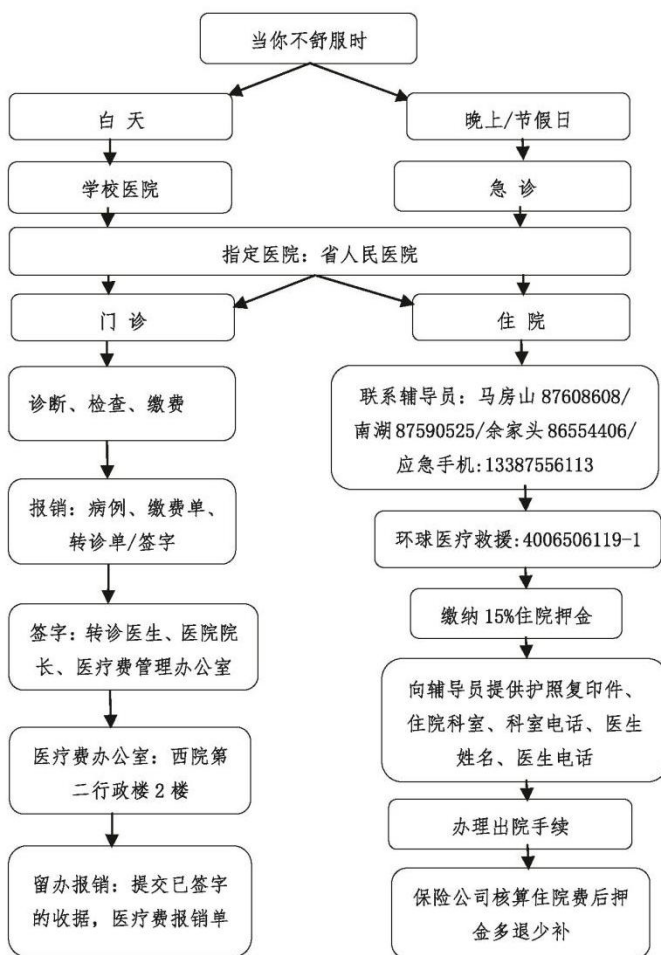 当你不舒服时
白 天
晚上/节假日
学校医院
急 诊
指定医院：省人民医院
门 诊
住 院
诊断、检查、缴费
报销：病例、缴费单、
转诊单/签字
签字：转诊医生、医院院
长、医疗费管理办公室
医疗费办公室：西院第
二行政楼 2 楼
留办报销：提交已签字
的收据，医疗费报销单
联系辅导员：马房山 87608608/
南湖 87590525/余家头 86554406/
应急手机:13387556113
环球医疗救援:4006506119-1
缴纳 15%住院押金
向辅导员提供护照复印件、
住院科室、科室电话、医生
姓名、医生电话
办理出院手续
保险公司核算住院费后押
金多退少补